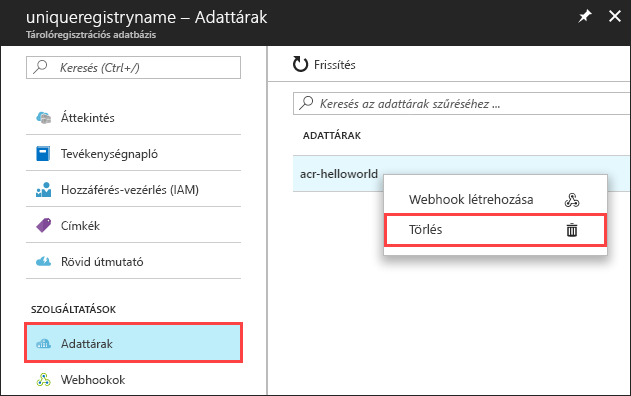 uniqueregistryname – Adattárak
Tárolóregisztrációs adatbázis
Keresés (Ctrl+/)
Áttekintés
Tevékenységnapló
Hozzáférés-vezérlés (IAM)
Címkék
Rövid útmutató
SZOLGÁLTATÁSOK
Adattárak
Webhookok
Frissítés
Keresés az adattárak szűréséhez ...
ADATTÁRAK
acr-helloworld
Webhook létrehozása
Törlés